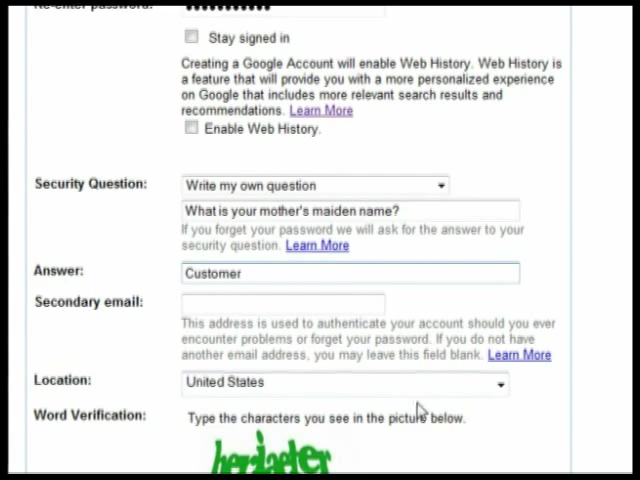 Re-enter password:
Stay signed in
Creating a Google Account will enable Web History. Web History is
a feature that will provide you with a more personalized experience
on Google that includes more relevant search results and
recommendations. Learn More
Enable Web History.
Security Question: Write my own question
What is your mother's maiden name?
If you forget your password we will ask for the answer to your
security question. Learn More
Answer: Customer
Secondary email:
This address is used to authenticate your account should you ever
encounter problems or forget your password. If you do not have
another email address, you may leave this field blank. Learn More
Location: United States
Word Verification: Type the characters you see in the picture below.